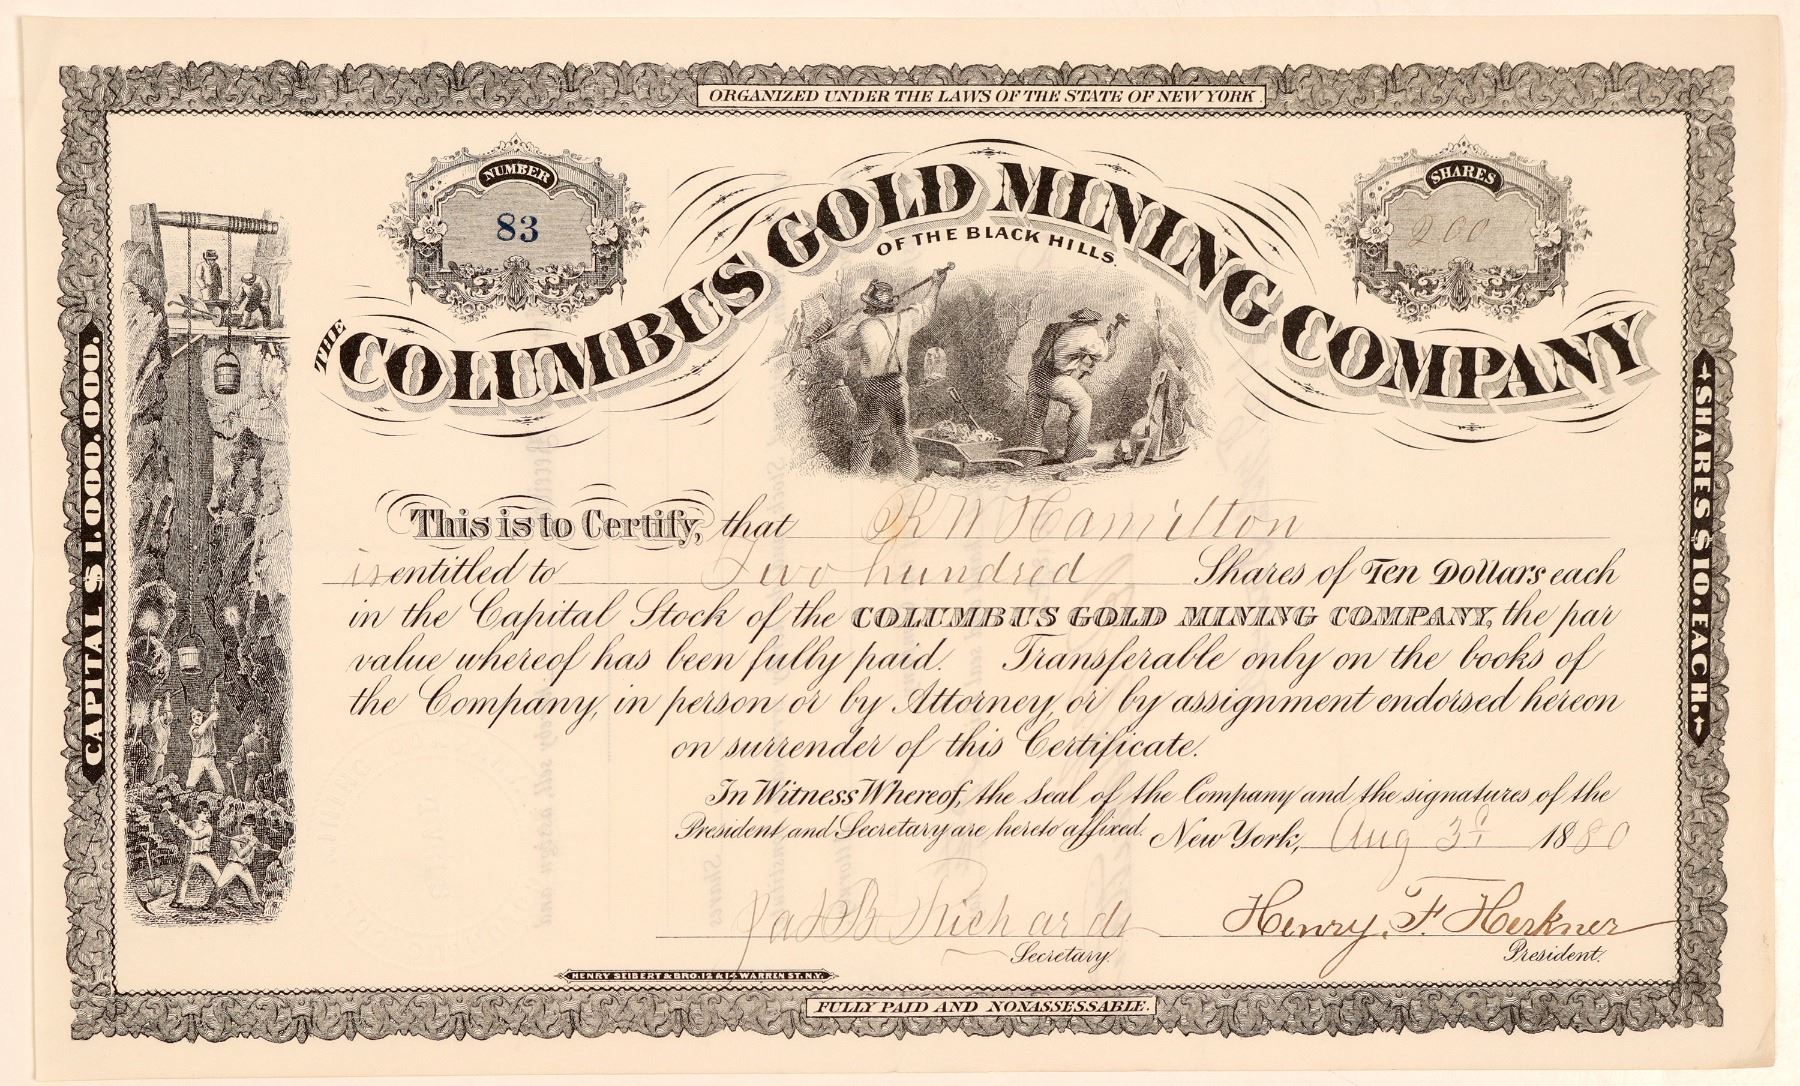 ORGANIZED UNDER THE LAWS OF THE STATE OF NEW YORK
NUMBER
83
SHARES
200
THE COLUMBUS GOLD MINING COMPANY
OF THE BLACK HILLS.
CAPITAL $1.000.000.
SHARES $10. EACH.
This is to Certify, that R W Hamilton
is entitled to Two hundred Shares of Ten Dollars each
in the Capital Stock of the COLUMBUS GOLD MINING COMPANY, the par
value whereof has been fully paid. Transferable only on the books of
the Company, in person or by Attorney, or by assignment endorsed hereon
on surrender of this Certificate.
In Witness Whereof, the Seal of the Company and the signatures of the
President and Secretary are hereto affixed. New York, Aug 3d 1880
Jas B Richards Henry. F. Herkner
Secretary. President.
HENRY SEIBERT & BRO. 12 & 14 WARREN ST. N.Y.
FULLY PAID AND NONASSESSABLE.